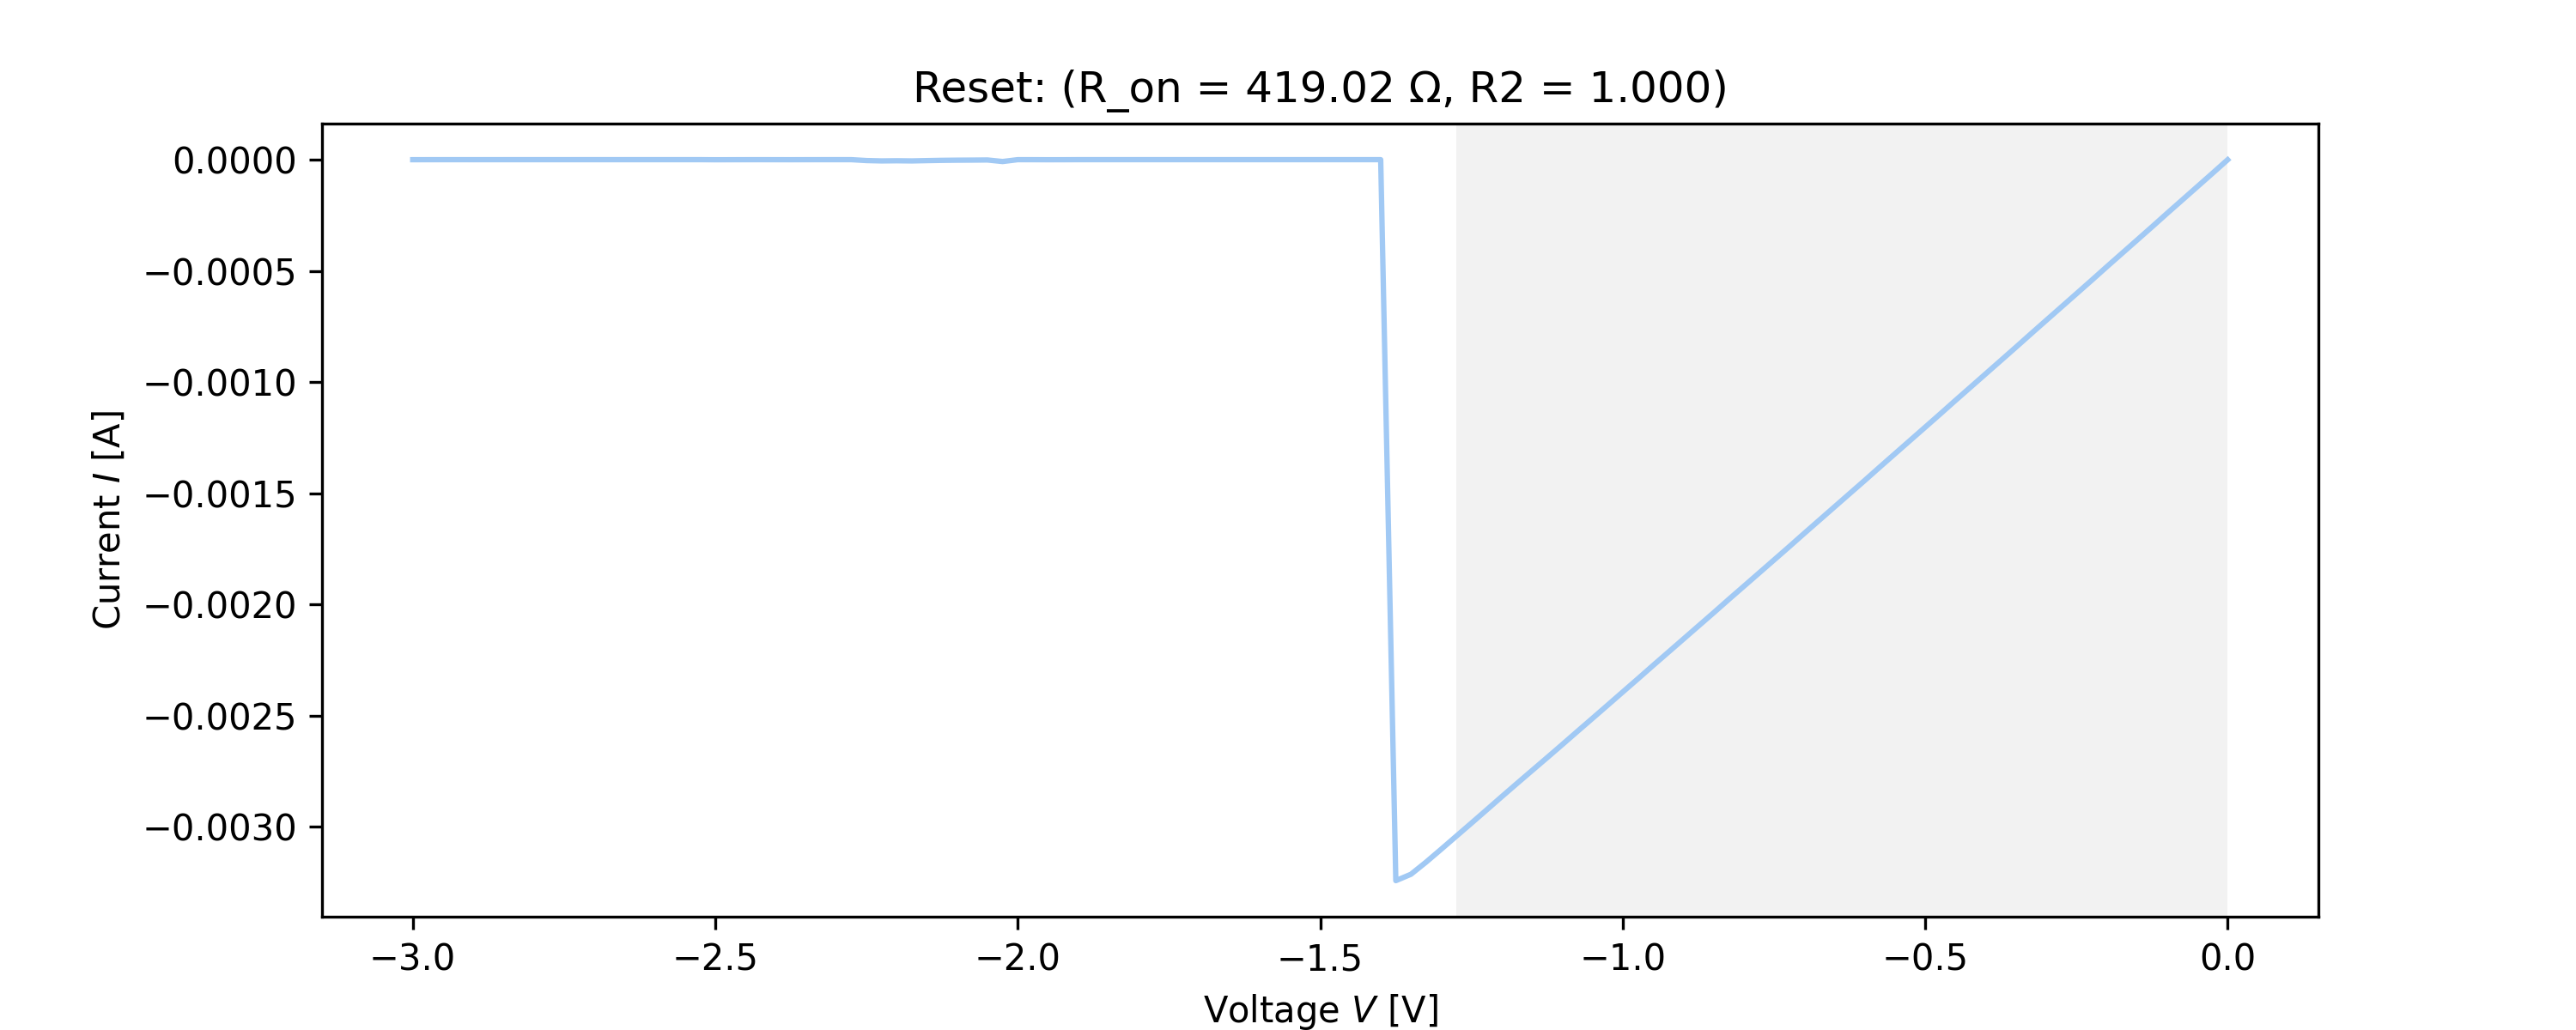 Reset: (R_on = 419.02 Ω, R2 = 1.000)
Current I [A]
0.0000
−0.0005
−0.0010
−0.0015
−0.0020
−0.0025
−0.0030
−3.0 −2.5 −2.0 −1.5 −1.0 −0.5 0.0
Voltage V [V]